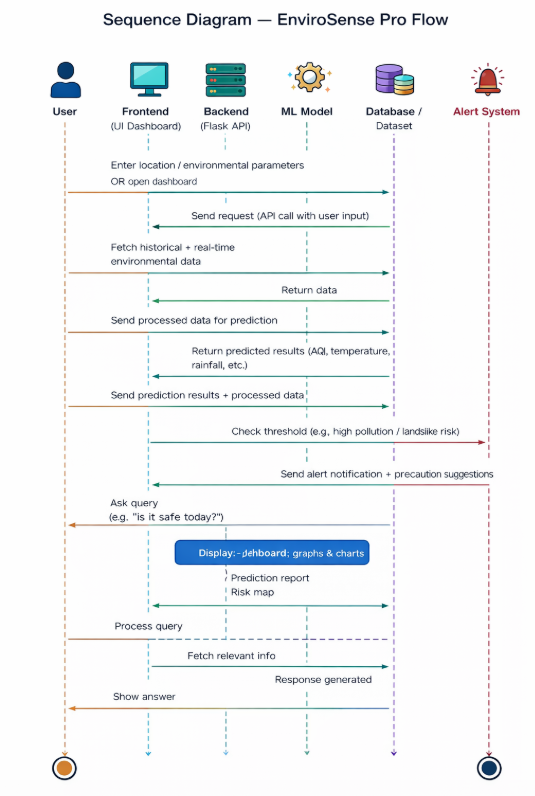 Sequence Diagram — EnviroSense Pro Flow
User
Frontend
(UI Dashboard)
Backend
(Flask API)
ML Model
Database /
Dataset
Alert System
Enter location / environmental parameters
OR open dashboard
Send request (API call with user input)
Fetch historical + real-time
environmental data
Return data
Send processed data for prediction
Return predicted results (AQI, temperature,
rainfall, etc.)
Send prediction results + processed data
Check threshold (e.g., high pollution / landslike risk)
Send alert notification + precaution suggestions
Ask query
(e.g. "is it safe today?")
Display: graphs & charts
Prediction report
Risk map
Process query
Fetch relevant info
Response generated
Show answer